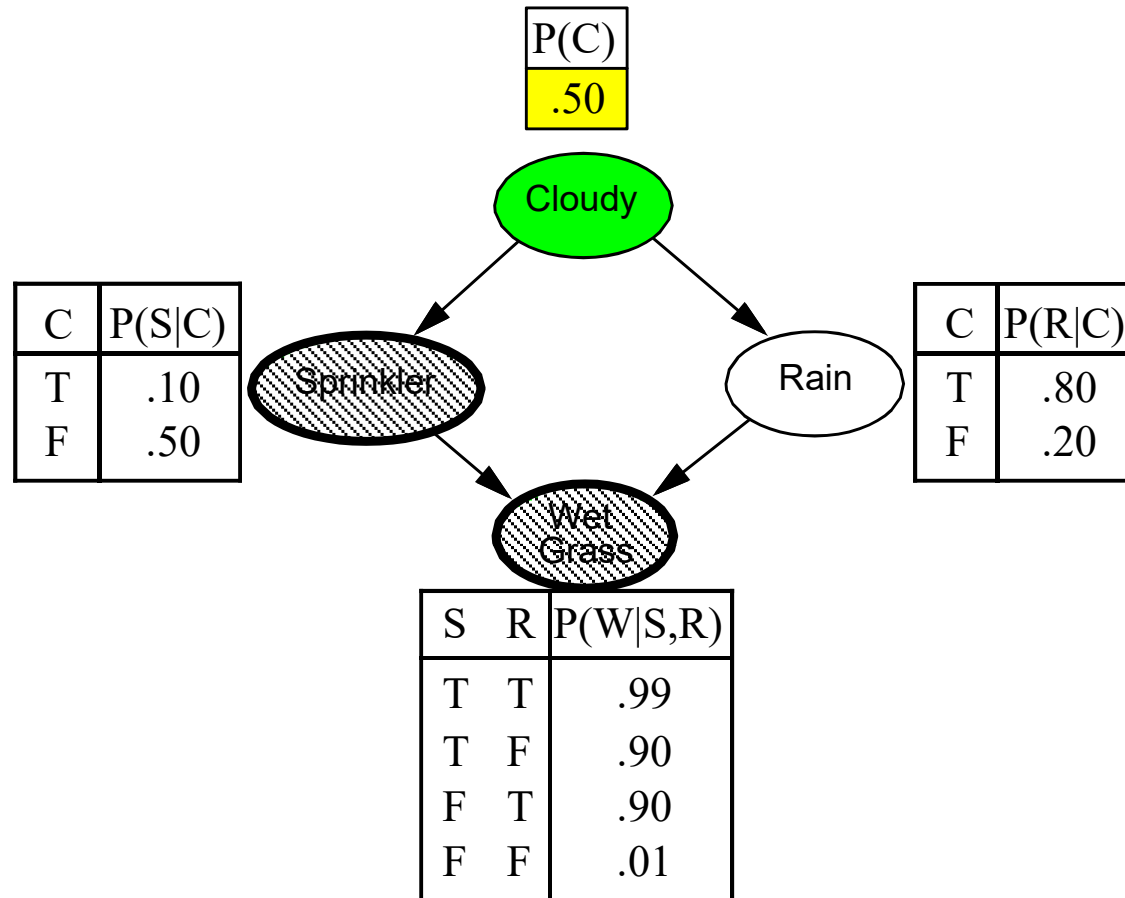 P(C)
.50
Cloudy
C P(S|C)
T .10
F .50
Sprinkler
Rain
C P(R|C)
T .80
F .20
Wet
Grass
S R P(W|S,R)
T T .99
T F .90
F T .90
F F .01